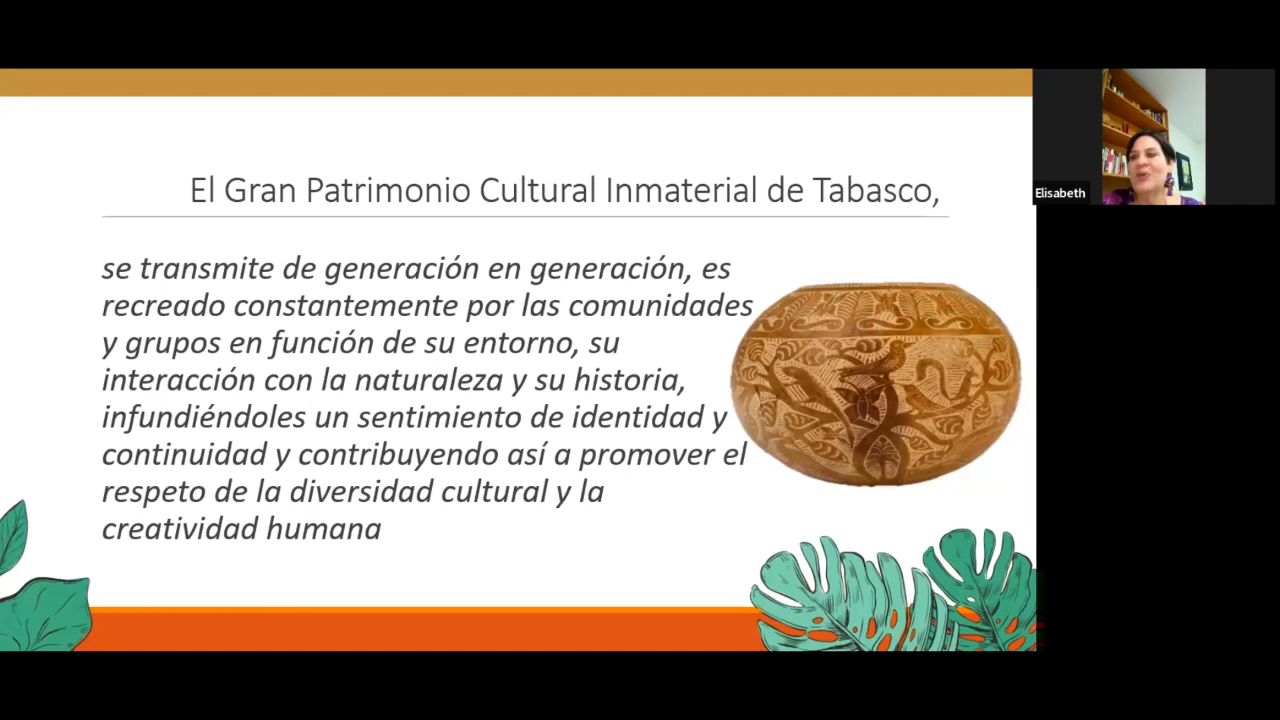 El Gran Patrimonio Cultural Inmaterial de Tabasco,
Elisabeth
se transmite de generación en generación, es
recreado constantemente por las comunidades
y grupos en función de su entorno, su
interacción con la naturaleza y su historia,
infundiéndoles un sentimiento de identidad y
continuidad y contribuyendo así a promover el
respeto de la diversidad cultural y la
creatividad humana